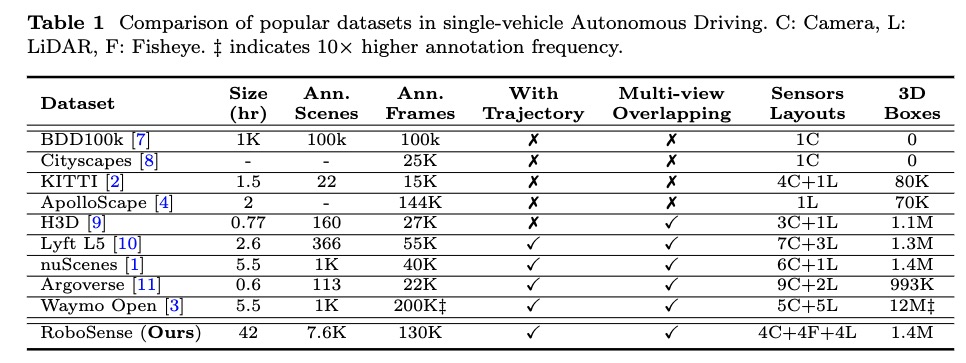 Table 1 Comparison of popular datasets in single-vehicle Autonomous Driving. C: Camera, L:
LiDAR, F: Fisheye. ‡ indicates 10× higher annotation frequency.
Dataset Size (hr) Ann. Scenes Ann. Frames With Trajectory Multi-view Overlapping Sensors Layouts 3D Boxes
BDD100k [7] 1K 100k 100k ✗ ✗ 1C 0
Cityscapes [8] - - 25K ✗ ✗ 1C 0
KITTI [2] 1.5 22 15K ✗ ✗ 4C+1L 80K
ApolloScape [4] 2 - 144K ✗ ✗ 1L 70K
H3D [9] 0.77 160 27K ✗ ✓ 3C+1L 1.1M
Lyft L5 [10] 2.6 366 55K ✓ ✓ 7C+3L 1.3M
nuScenes [1] 5.5 1K 40K ✓ ✓ 6C+1L 1.4M
Argoverse [11] 0.6 113 22K ✓ ✓ 9C+2L 993K
Waymo Open [3] 5.5 1K 200K‡ ✓ ✓ 5C+5L 12M‡
RoboSense (Ours) 42 7.6K 130K ✓ ✓ 4C+4F+4L 1.4M